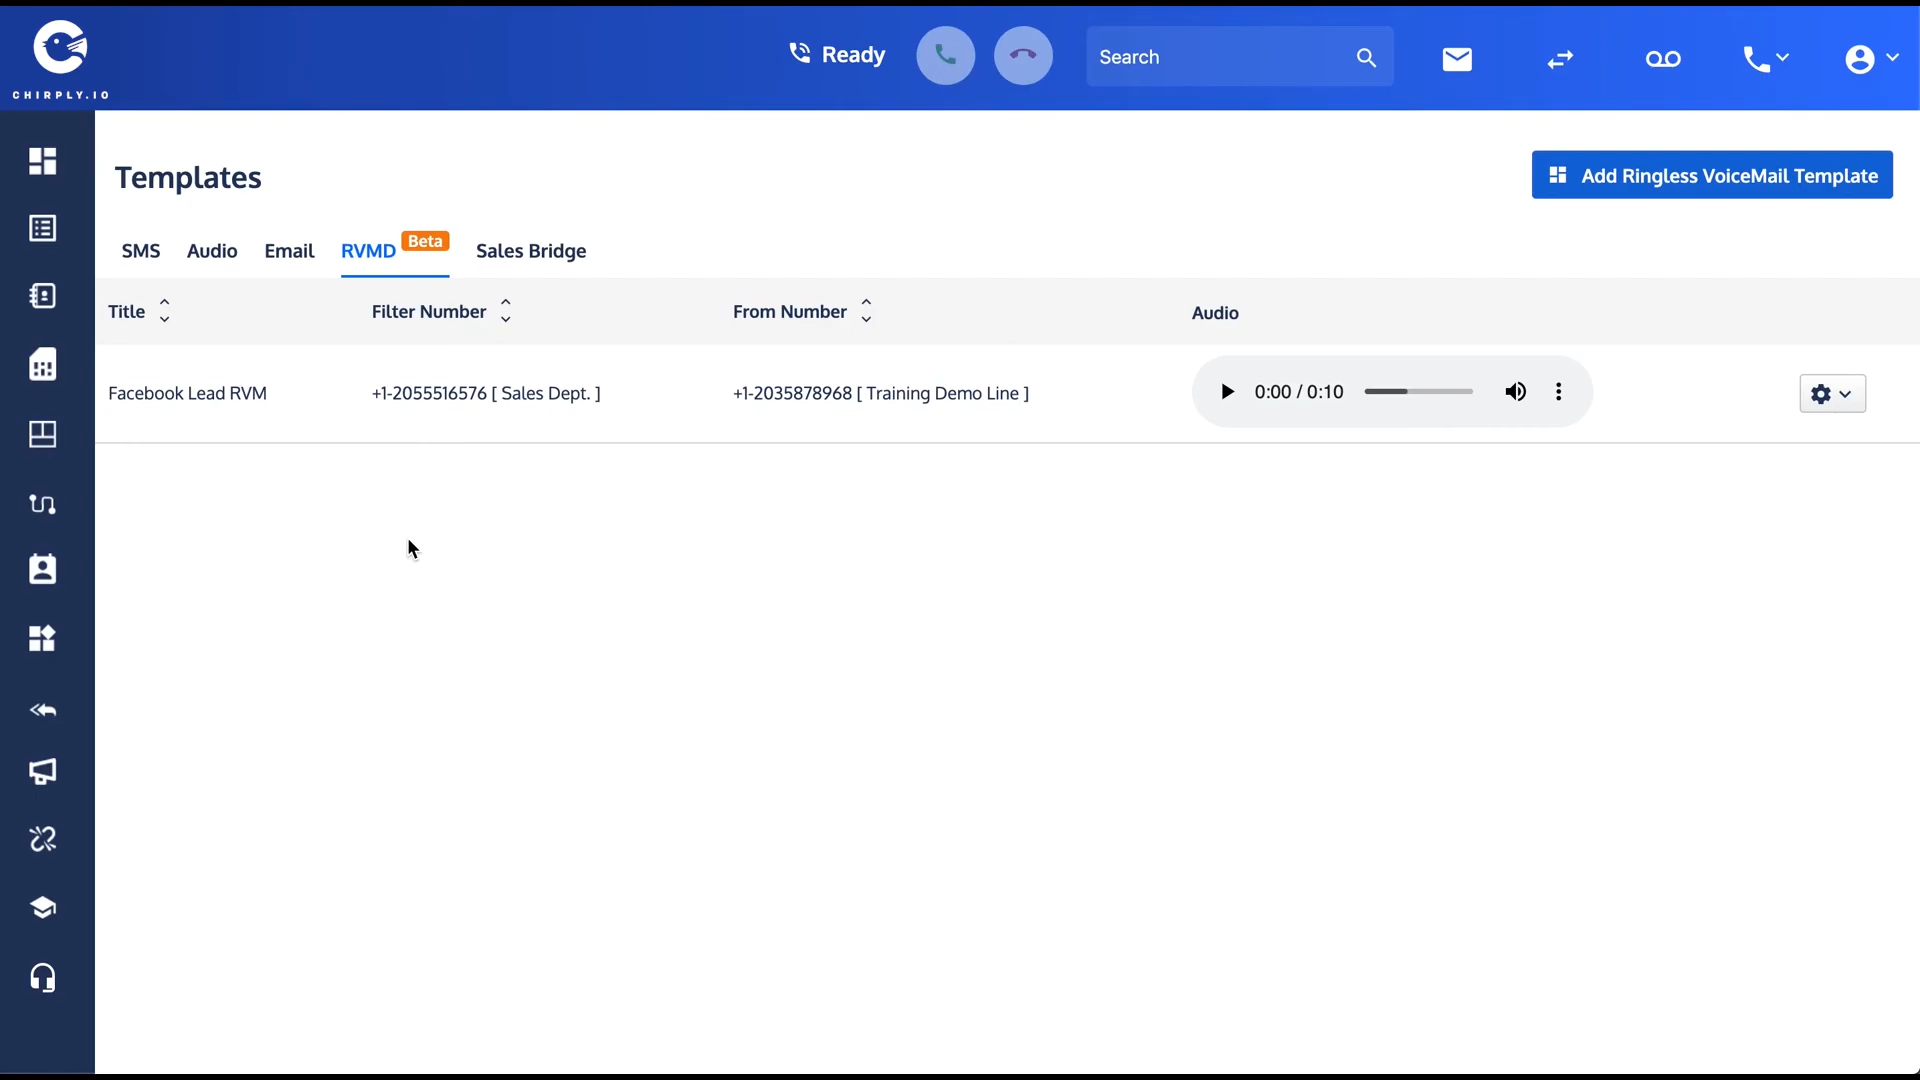 CHIRPLY.IO
Ready
Search
Templates
Add Ringless VoiceMail Template
SMS Audio Email RVMD Beta Sales Bridge
Title Filter Number From Number Audio
Facebook Lead RVM +1-2055516576 [ Sales Dept. ] +1-2035878968 [ Training Demo Line ] 0:00 / 0:10